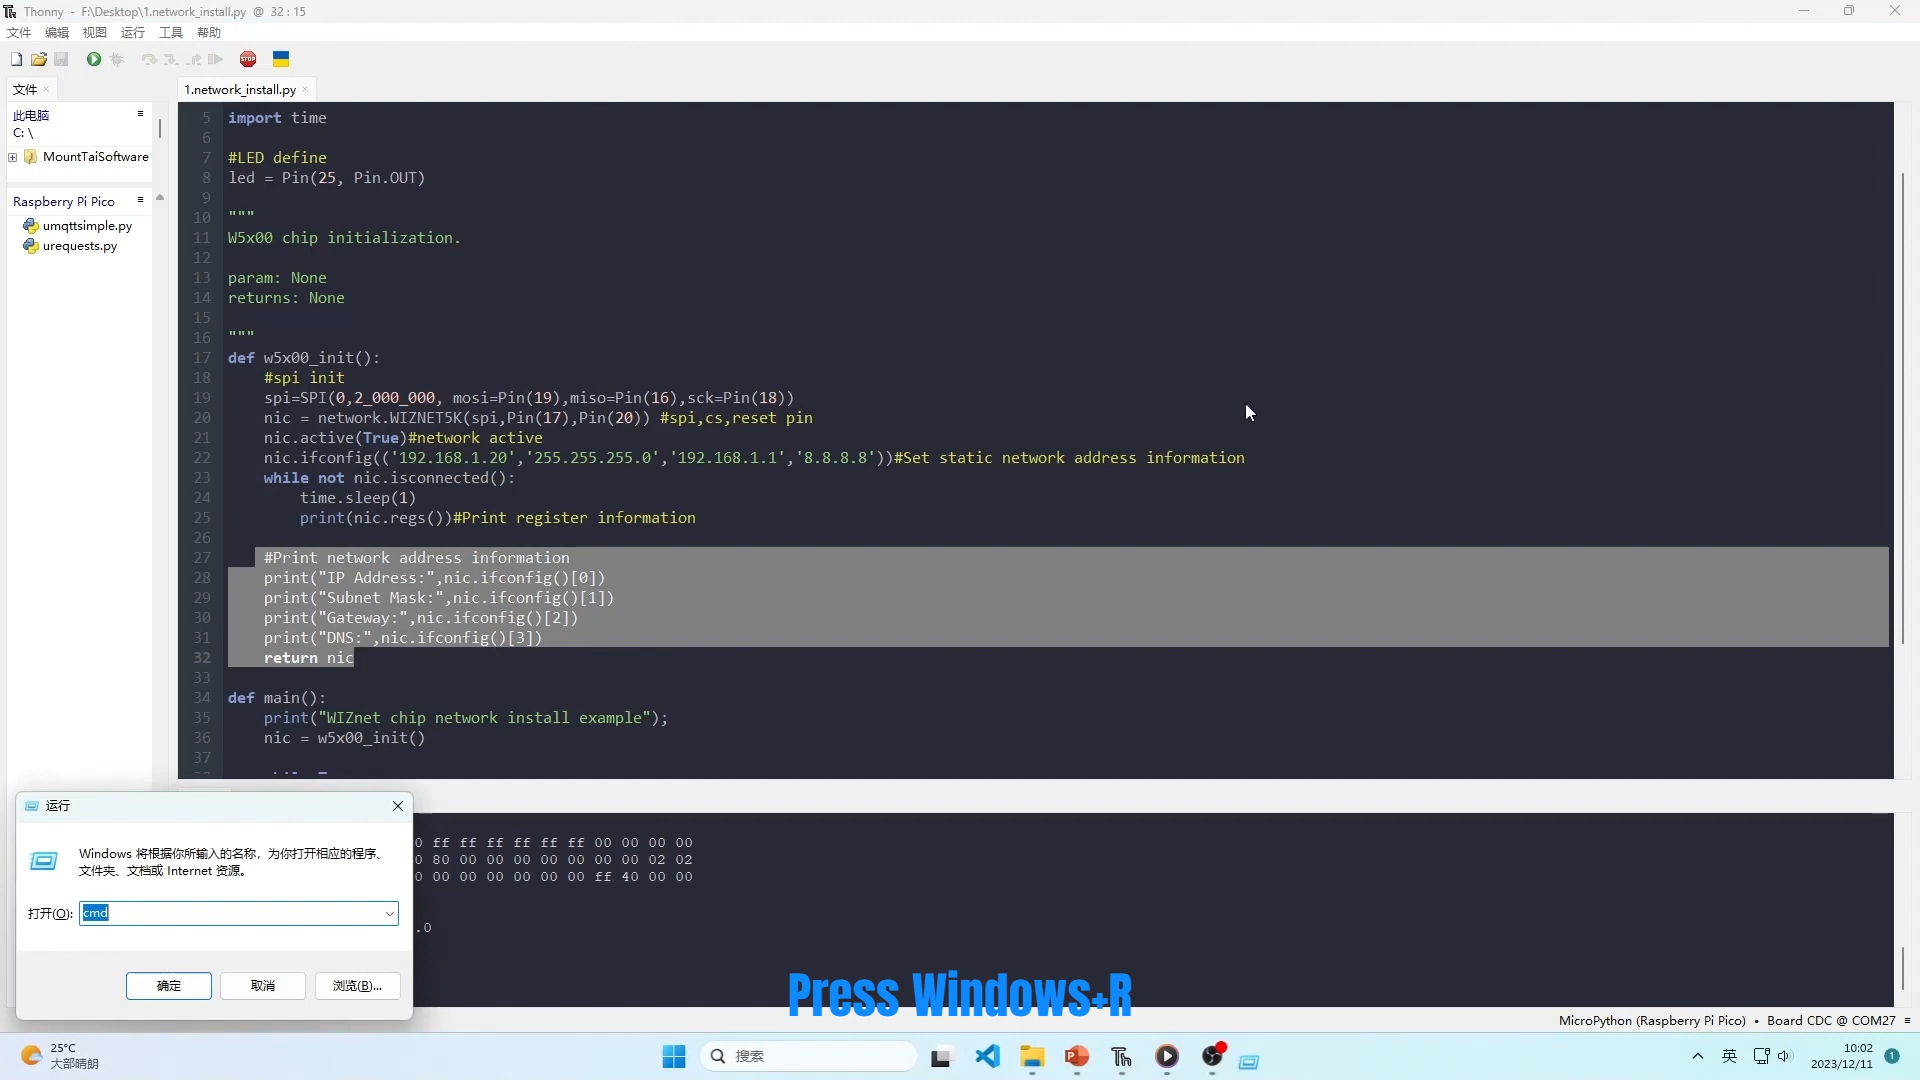 Thonny - F:\Desktop\1.network_install.py @ 32 : 15
文件 编辑 视图 运行 工具 帮助
STOP
文件
1.network_install.py
此电脑
C: \
MountTaiSoftware
Raspberry Pi Pico
umqttsimple.py
urequests.py
5 import time
6
7 #LED define
8 led = Pin(25, Pin.OUT)
9
10 """
11 W5x00 chip initialization.
12
13 param: None
14 returns: None
15
16 """
17 def w5x00_init():
18     #spi init
19     spi=SPI(0,2_000_000, mosi=Pin(19),miso=Pin(16),sck=Pin(18))
20     nic = network.WIZNET5K(spi,Pin(17),Pin(20)) #spi,cs,reset pin
21     nic.active(True)#network active
22     nic.ifconfig(('192.168.1.20','255.255.255.0','192.168.1.1','8.8.8.8'))#Set static network address information
23     while not nic.isconnected():
24         time.sleep(1)
25         print(nic.regs())#Print register information
26
27     #Print network address information
28     print("IP Address:",nic.ifconfig()[0])
29     print("Subnet Mask:",nic.ifconfig()[1])
30     print("Gateway:",nic.ifconfig()[2])
31     print("DNS:",nic.ifconfig()[3])
32     return nic
33
34 def main():
35     print("WIZnet chip network install example");
36     nic = w5x00_init()
37
运行
Windows 将根据你所输入的名称，为你打开相应的程序、
文件夹、文档或 Internet 资源。
打开(O):
cmd
确定 取消 浏览(B)...
0 ff ff ff ff ff ff 00 00 00 00
0 80 00 00 00 00 00 00 00 02 02
0 00 00 00 00 00 00 ff 40 00 00
.0
Press Windows+R
MicroPython (Raspberry Pi Pico) • Board CDC @ COM27
25°C
大部晴朗
搜索
英
10:02
2023/12/11
1